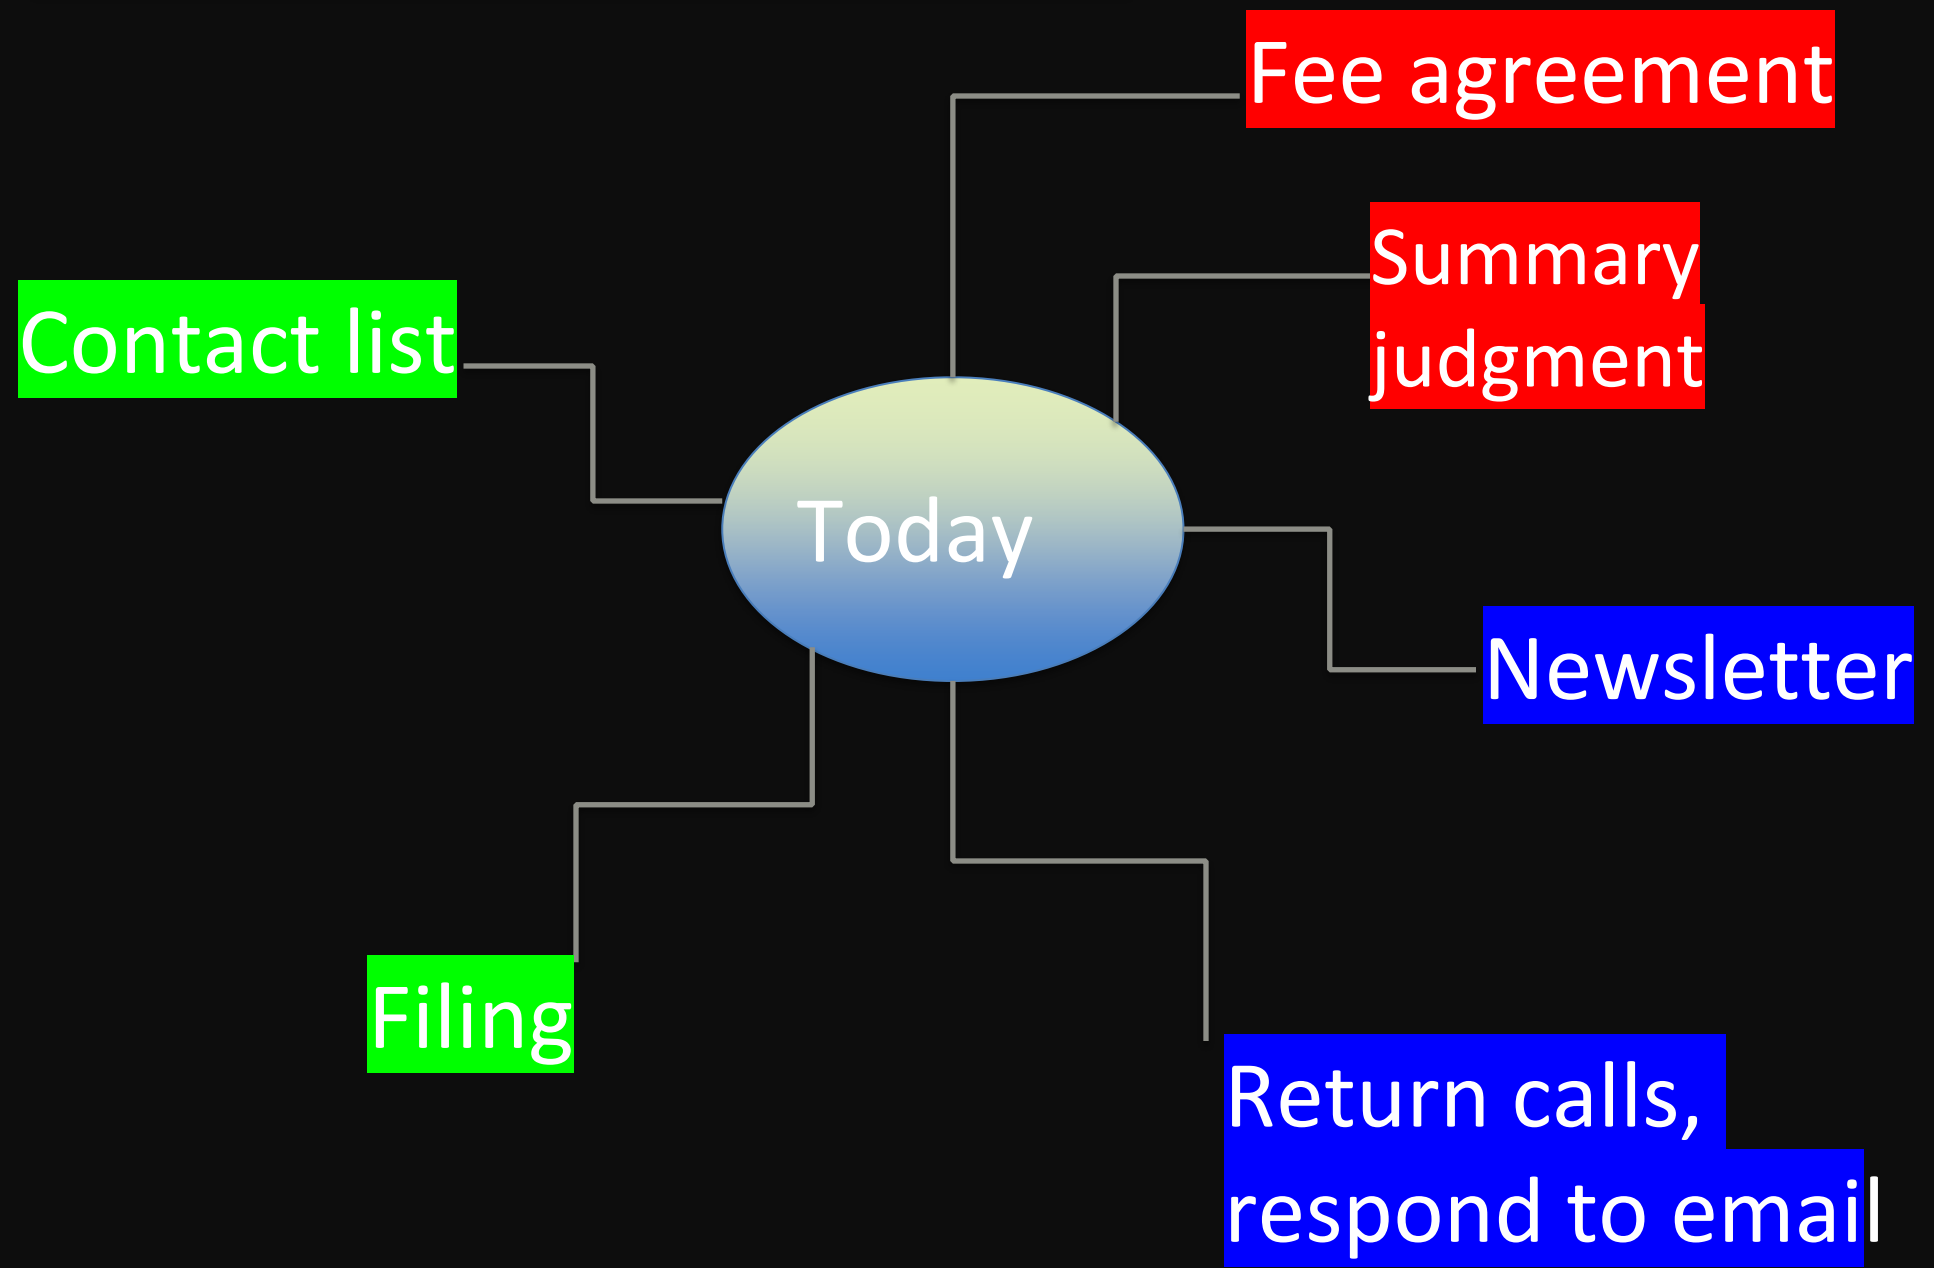 Fee agreement
Summary
judgment
Contact list
Today
Newsletter
Filing
Return calls,
respond to email